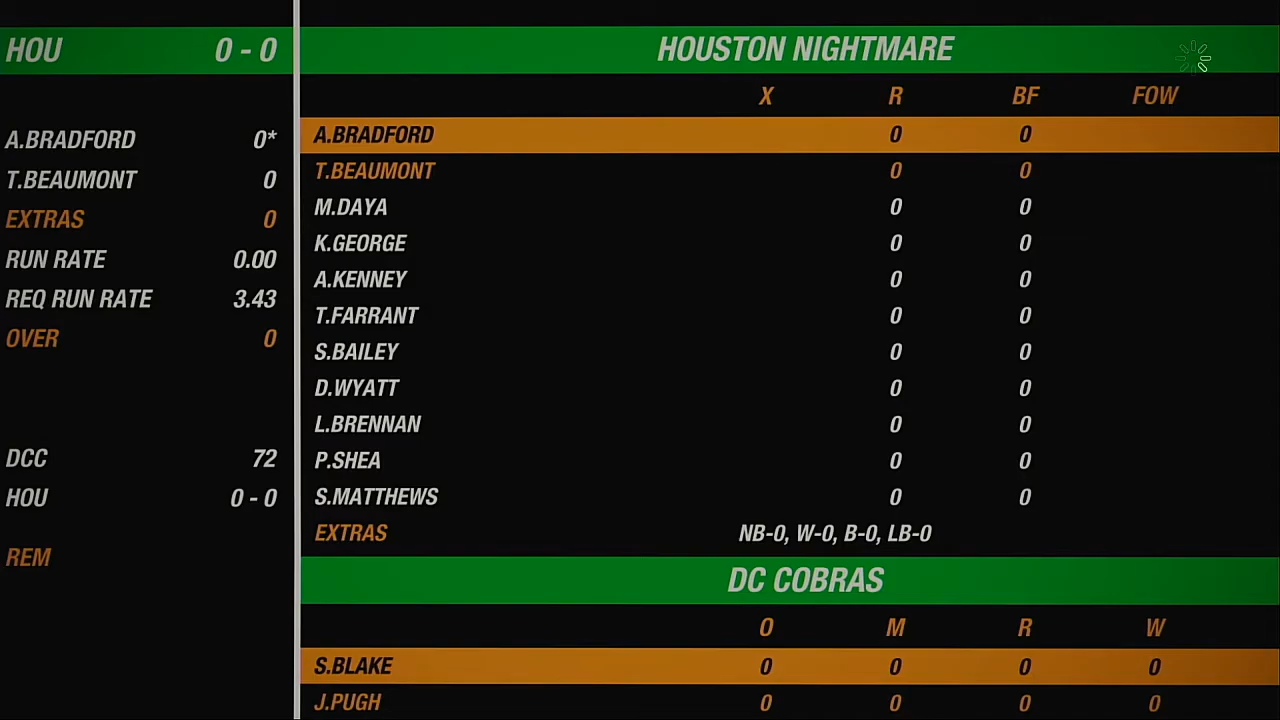 HOU 0 - 0
A.BRADFORD 0*
T.BEAUMONT 0
EXTRAS 0
RUN RATE 0.00
REQ RUN RATE 3.43
OVER 0
DCC 72
HOU 0 - 0
REM
HOUSTON NIGHTMARE
X R BF FOW
A.BRADFORD 0 0
T.BEAUMONT 0 0
M.DAYA 0 0
K.GEORGE 0 0
A.KENNEY 0 0
T.FARRANT 0 0
S.BAILEY 0 0
D.WYATT 0 0
L.BRENNAN 0 0
P.SHEA 0 0
S.MATTHEWS 0 0
EXTRAS NB-0, W-0, B-0, LB-0
DC COBRAS
O M R W
S.BLAKE 0 0 0 0
J.PUGH 0 0 0 0